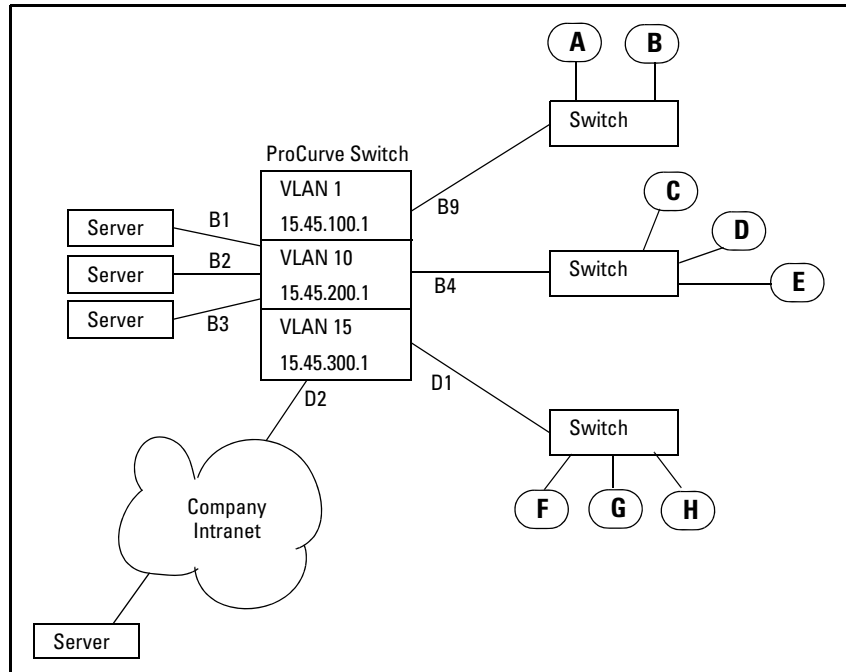 A
B
Switch
ProCurve Switch
VLAN 1
15.45.100.1
B9
C
B1
Server
D
VLAN 10
B2
Server
Switch
15.45.200.1
B4
E
Server
B3
VLAN 15
15.45.300.1
D1
D2
Switch
Company
Intranet
F
G
H
Server